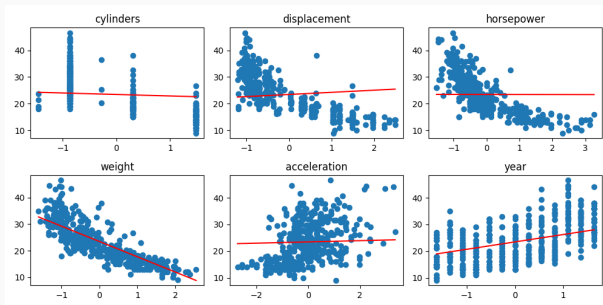 cylinders displacement horsepower
40 40 40
30 30 30
20 20 20
10 10 10
−1 0 1 −1 0 1 2 −1 0 1 2 3
weight acceleration year
40 40 40
30 30 30
20 20 20
10 10 10
−1 0 1 2 −2 0 2 −1 0 1